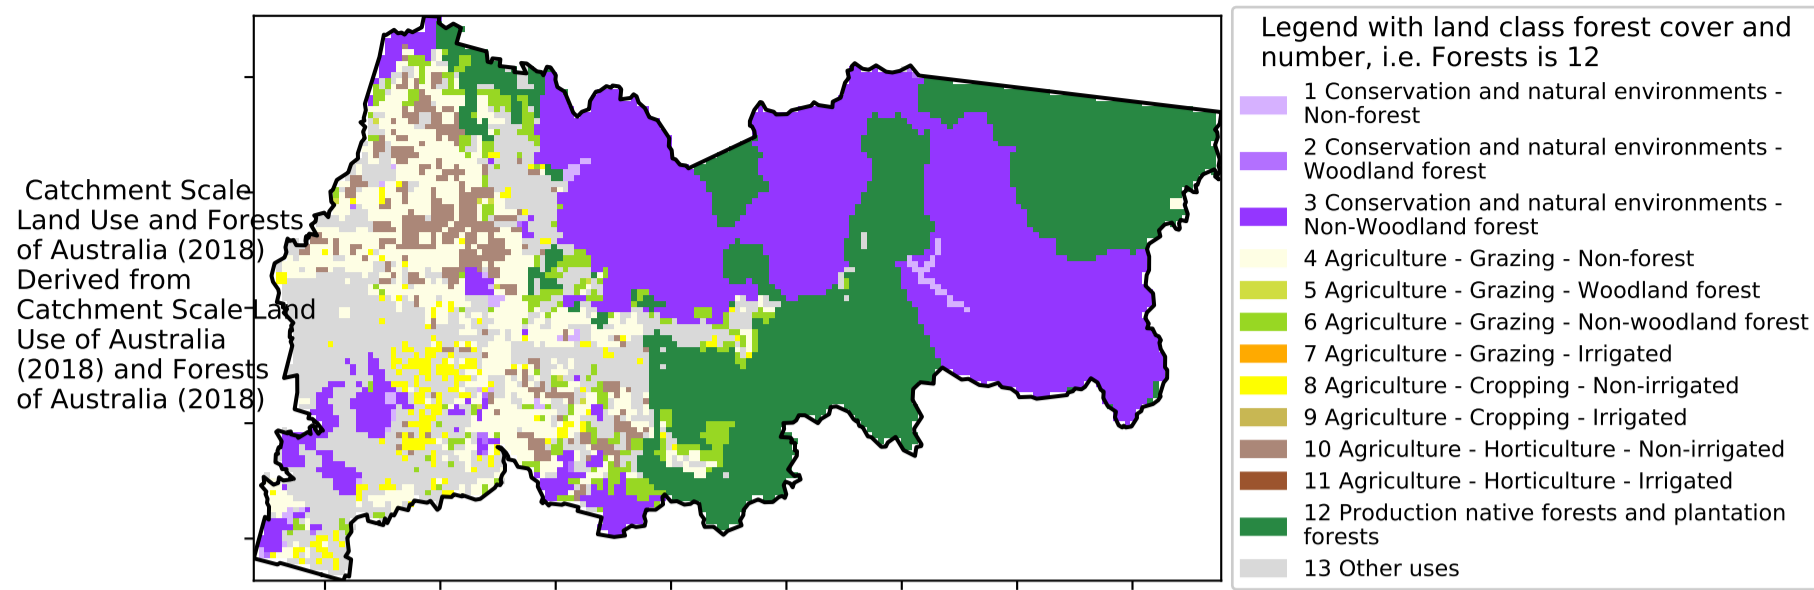 Catchment Scale
Land Use and Forests
of Australia (2018)
Derived from
Catchment Scale Land
Use of Australia
(2018) and Forests
of Australia (2018)
Legend with land class forest cover and
number, i.e. Forests is 12
1 Conservation and natural environments -
Non-forest
2 Conservation and natural environments -
Woodland forest
3 Conservation and natural environments -
Non-Woodland forest
4 Agriculture - Grazing - Non-forest
5 Agriculture - Grazing - Woodland forest
6 Agriculture - Grazing - Non-woodland forest
7 Agriculture - Grazing - Irrigated
8 Agriculture - Cropping - Non-irrigated
9 Agriculture - Cropping - Irrigated
10 Agriculture - Horticulture - Non-irrigated
11 Agriculture - Horticulture - Irrigated
12 Production native forests and plantation
forests
13 Other uses